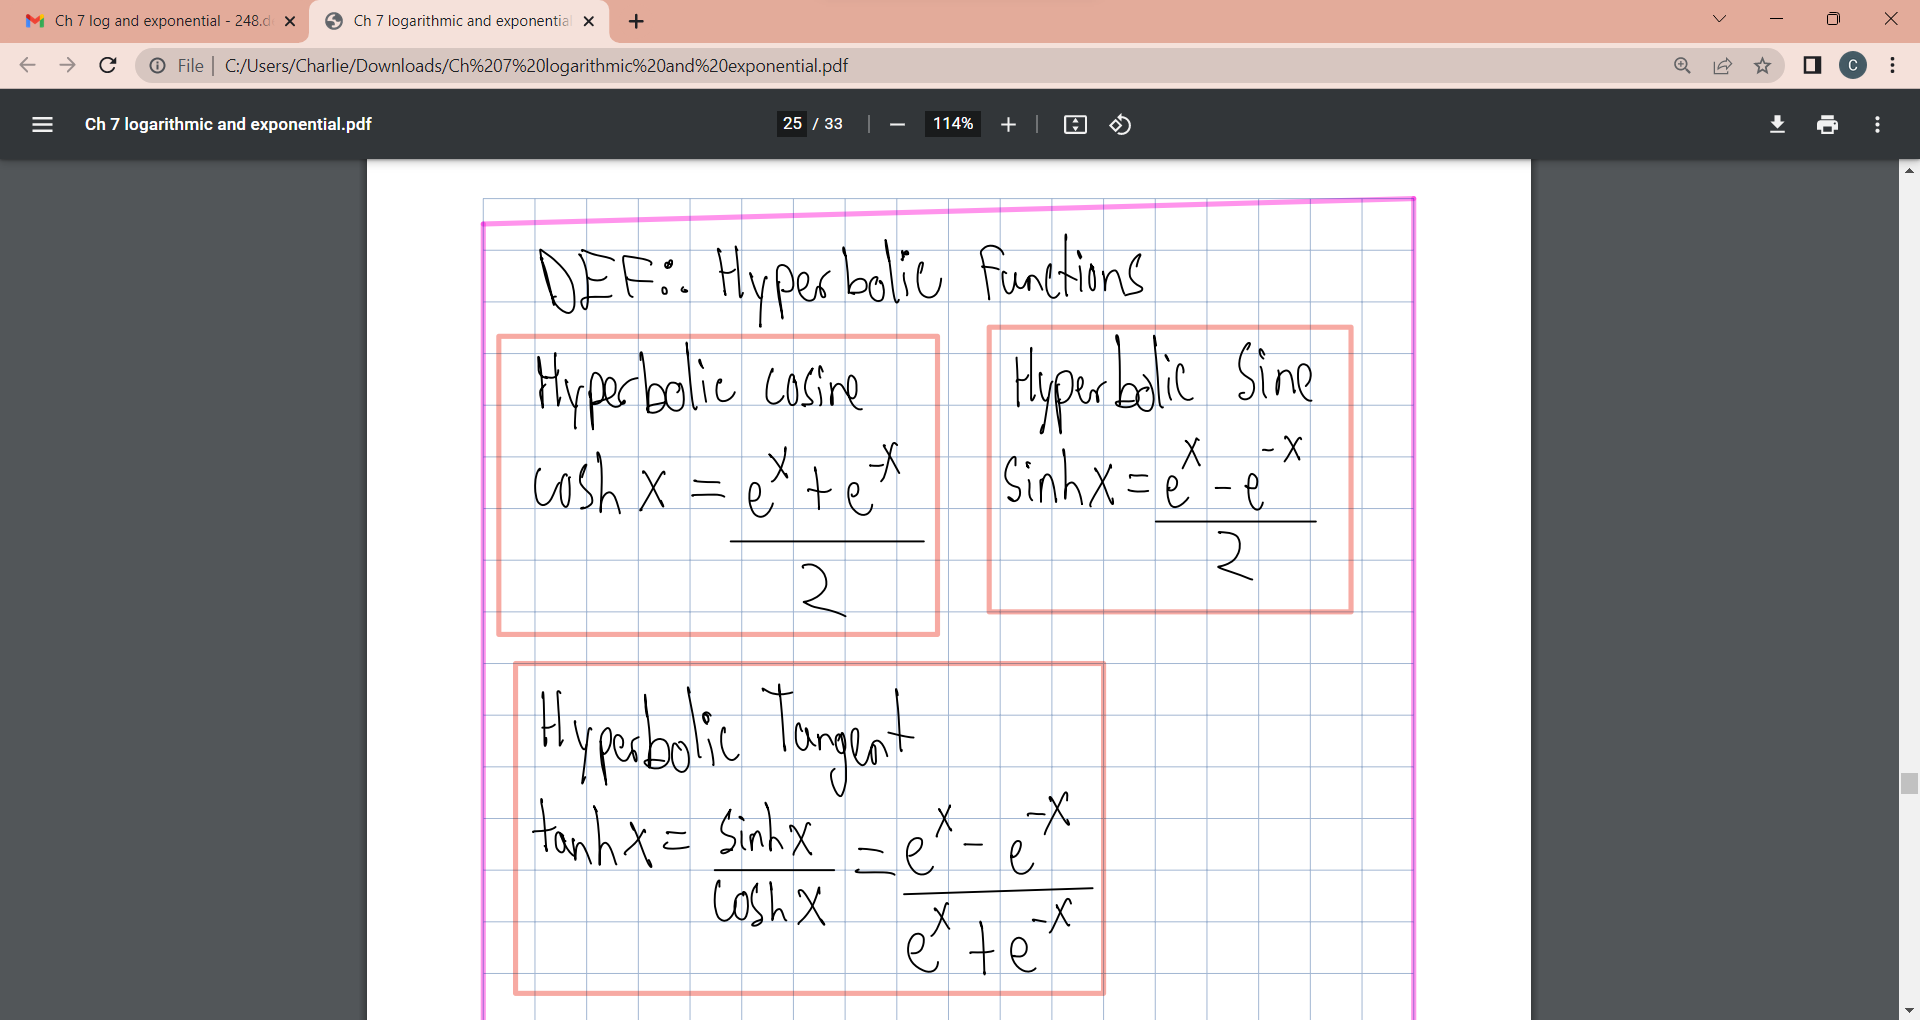 Ch 7 log and exponential - 248.d
Ch 7 logarithmic and exponential
File | C:/Users/Charlie/Downloads/Ch%207%20logarithmic%20and%20exponential.pdf
C
Ch 7 logarithmic and exponential.pdf
25 / 33 | − 114% + |
DEF:: Hyperbolic Functions
Hyperbolic cosine
cosh x = e^x + e^-x
2
Hyperbolic Sine
sinh x = e^x - e^-x
2
Hyperbolic Tangent
tanh x = sinh x / cosh x = e^x - e^-x / e^x + e^-x